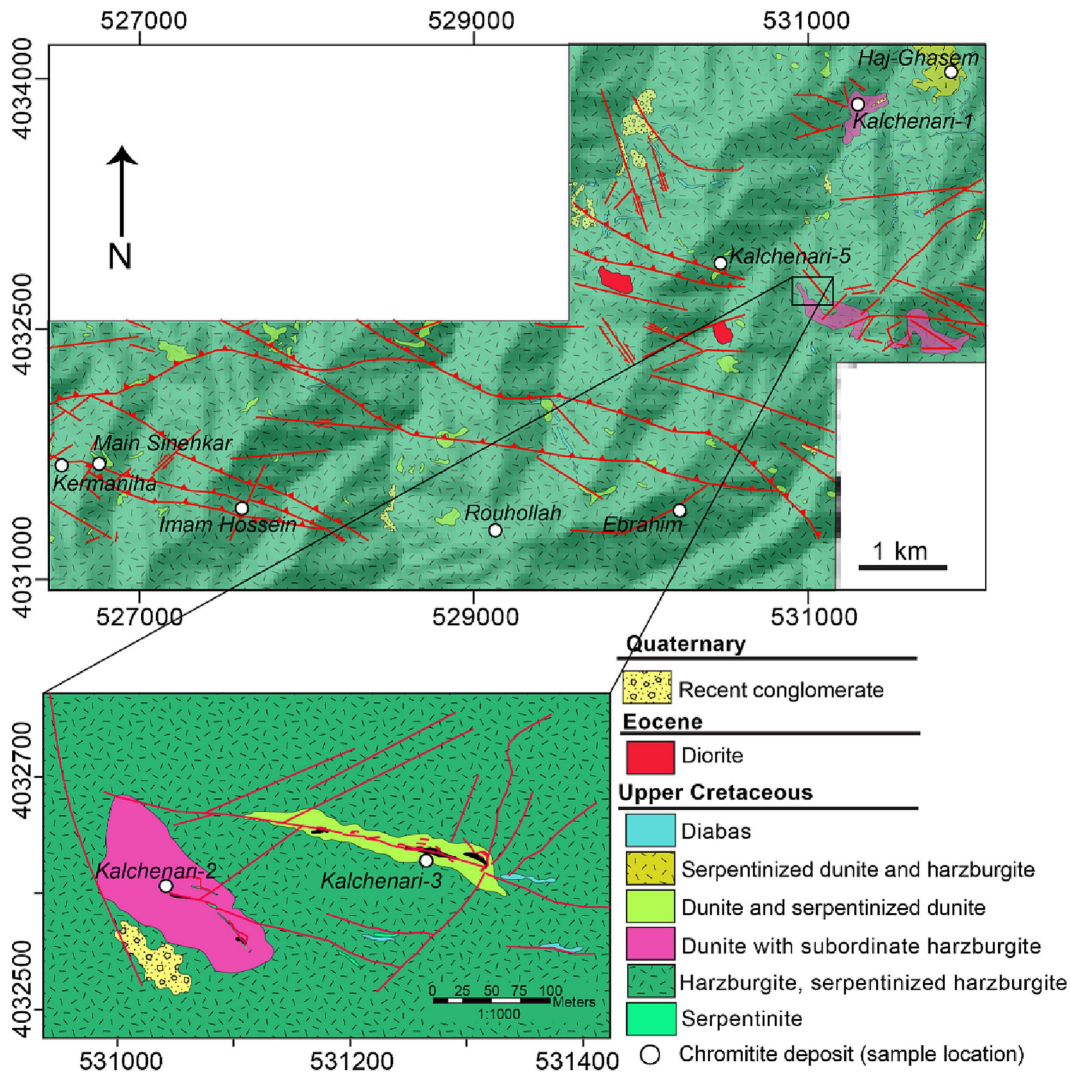 527000
529000
531000
4034000
4032500
4031000
Haj-Ghasem
Kalchenari-1
Kalchenari-5
N
Main Sinehkar
Kermaniha
Imam Hossein
Rouhollah
Ebrahim
1 km
527000
529000
531000
Quaternary
Recent conglomerate
Eocene
Diorite
Upper Cretaceous
Diabas
Serpentinized dunite and harzburgite
Dunite and serpentinized dunite
Dunite with subordinate harzburgite
Harzburgite, serpentinized harzburgite
Serpentinite
Chromitite deposit (sample location)
4032700
4032500
Kalchenari-2
Kalchenari-3
0 25 50 75 100
Meters
1:1000
531000
531200
531400